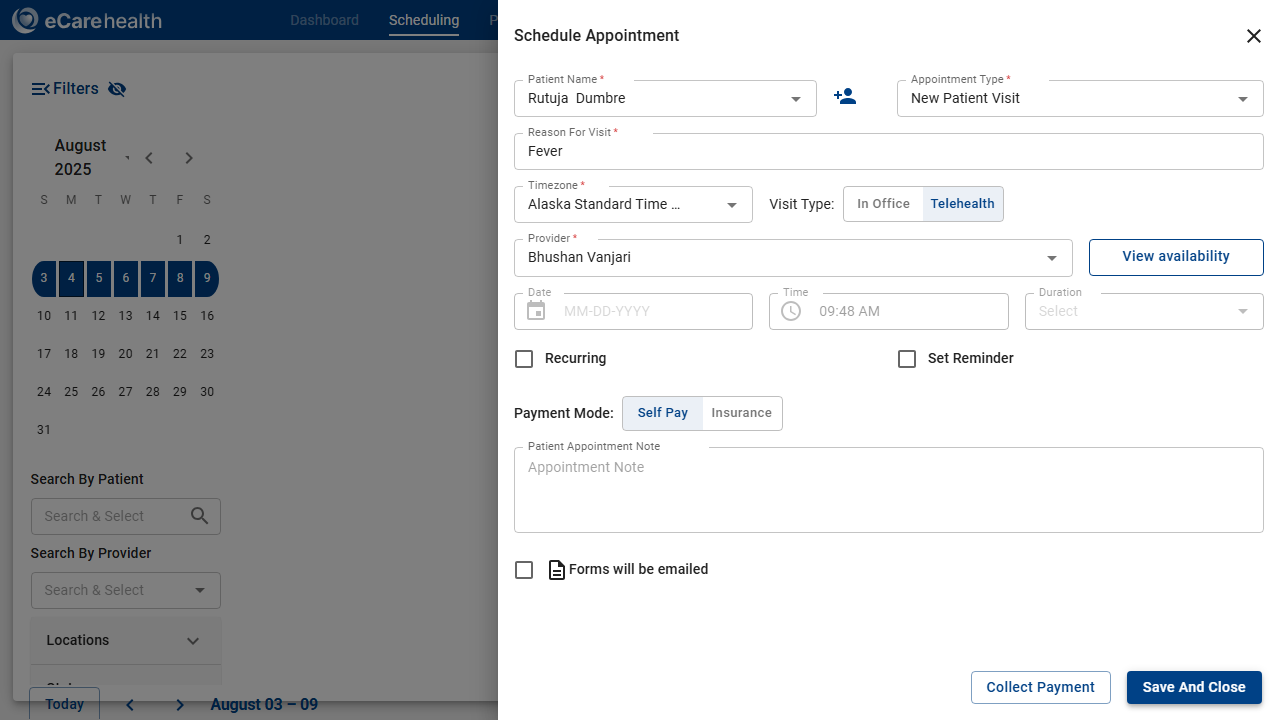 eCarehealth
Dashboard
Scheduling
P
Filters
August
2025
S M T W T F S
1 2
3 4 5 6 7 8 9
10 11 12 13 14 15 16
17 18 19 20 21 22 23
24 25 26 27 28 29 30
31
Search By Patient
Search & Select
Search By Provider
Search & Select
Locations
Today
August 03 – 09
Schedule Appointment
Patient Name *
Rutuja Dumbre
Appointment Type *
New Patient Visit
Reason For Visit *
Fever
Timezone *
Alaska Standard Time ...
Visit Type:
In Office
Telehealth
Provider *
Bhushan Vanjari
View availability
Date
MM-DD-YYYY
Time
09:48 AM
Duration
Select
Recurring
Set Reminder
Payment Mode:
Self Pay
Insurance
Patient Appointment Note
Appointment Note
Forms will be emailed
Collect Payment
Save And Close